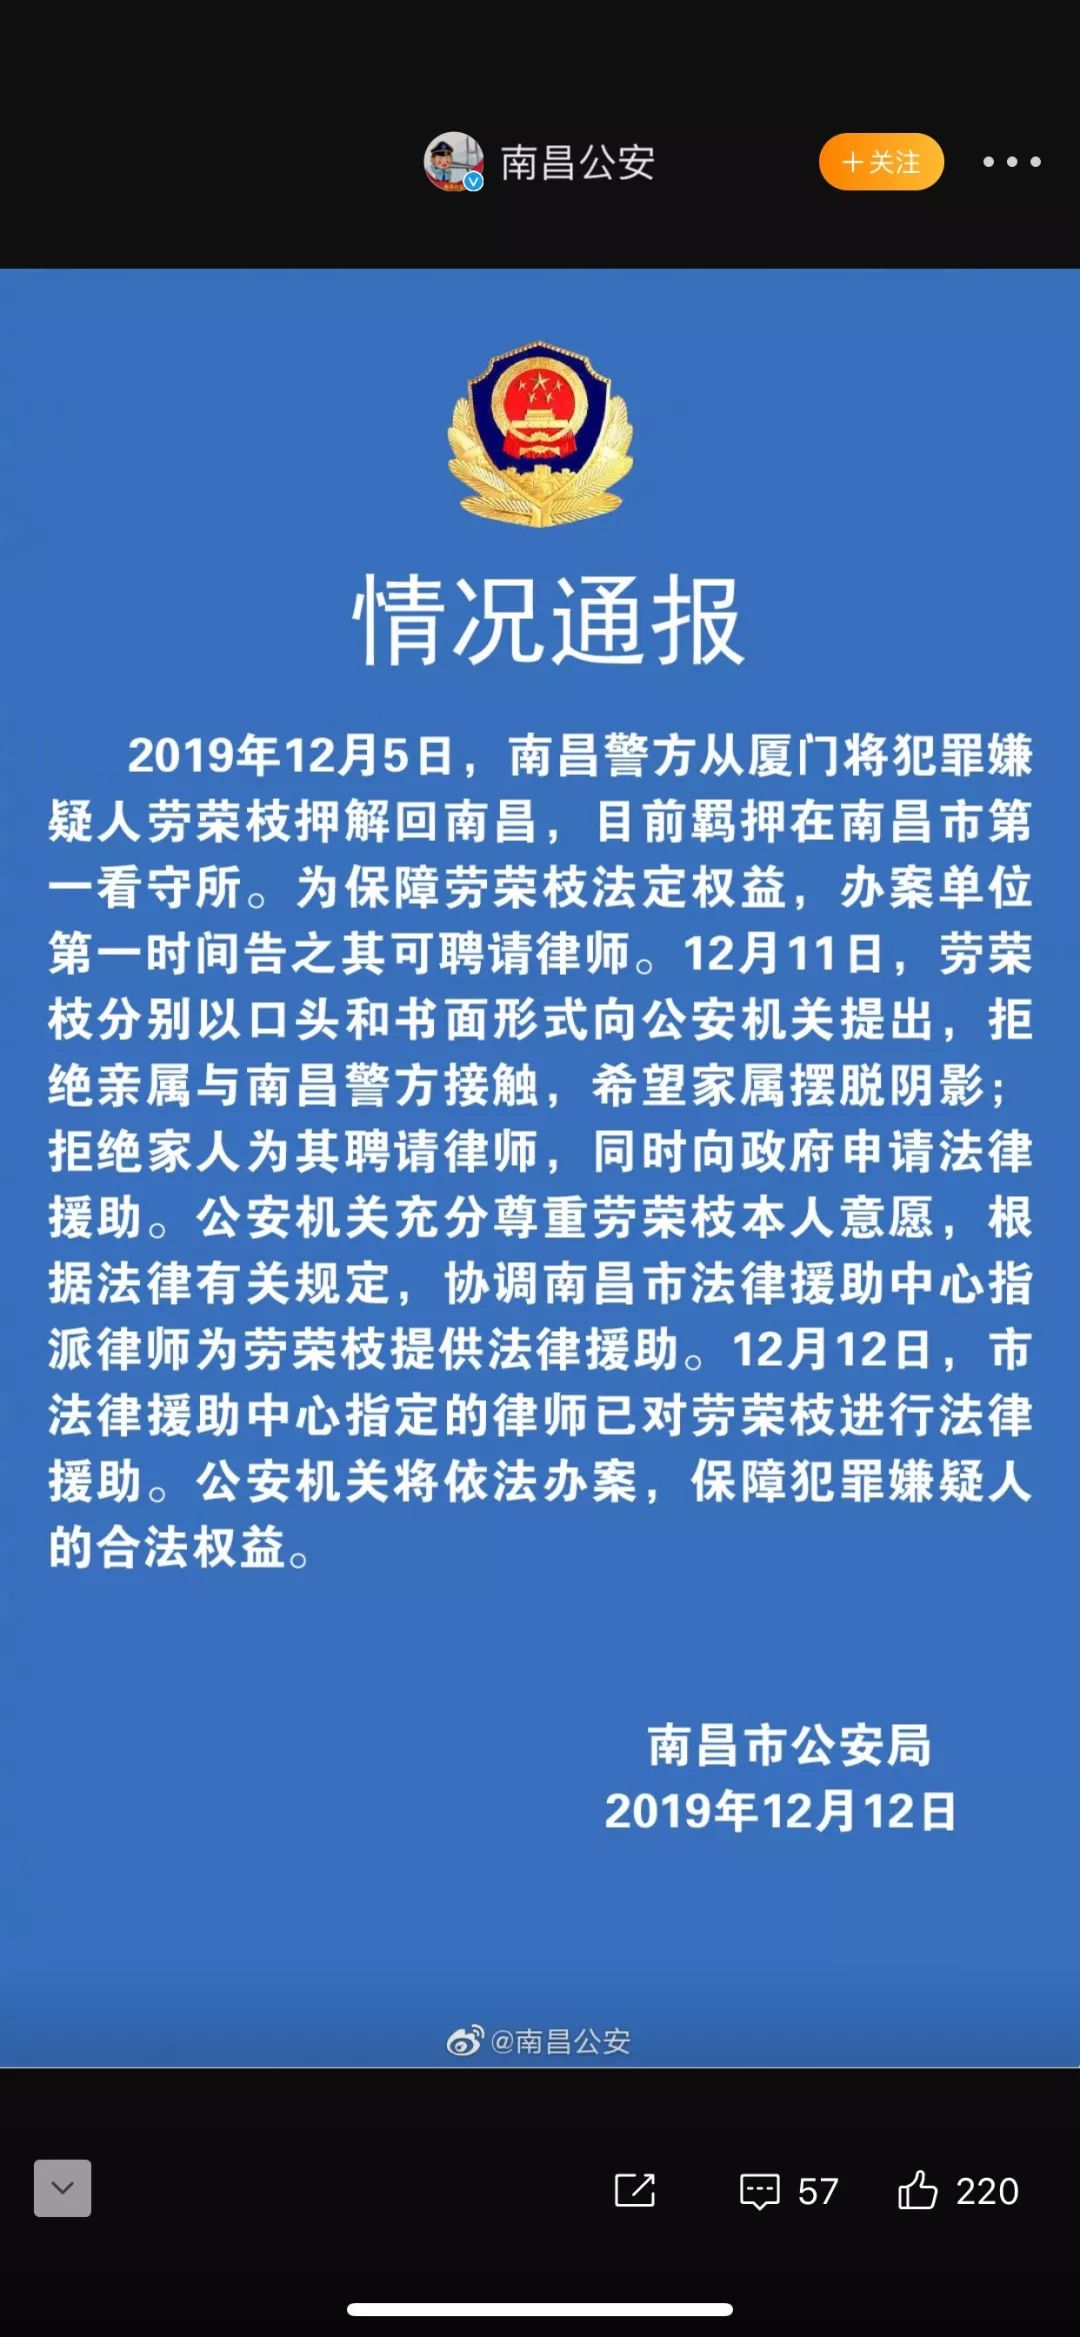 南昌公安
+关注
情况通报
2019年12月5日，南昌警方从厦门将犯罪嫌
疑人劳荣枝押解回南昌，目前羁押在南昌市第
一看守所。为保障劳荣枝法定权益，办案单位
第一时间告之其可聘请律师。12月11日，劳荣
枝分别以口头和书面形式向公安机关提出，拒
绝亲属与南昌警方接触，希望家属摆脱阴影；
拒绝家人为其聘请律师，同时向政府申请法律
援助。公安机关充分尊重劳荣枝本人意愿，根
据法律有关规定，协调南昌市法律援助中心指
派律师为劳荣枝提供法律援助。12月12日，市
法律援助中心指定的律师已对劳荣枝进行法律
援助。公安机关将依法办案，保障犯罪嫌疑人
的合法权益。
南昌市公安局
2019年12月12日
@南昌公安
57
220